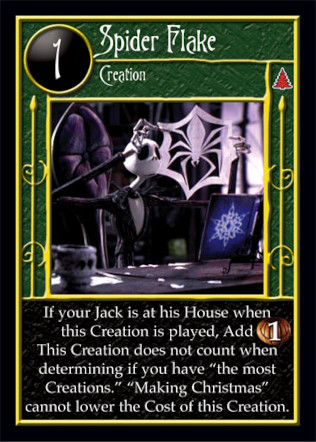 1
Spider Flake
Creation
If your Jack is at his House when
this Creation is played, Add 1
This Creation does not count when
determining if you have “the most
Creations.” “Making Christmas”
cannot lower the Cost of this Creation.